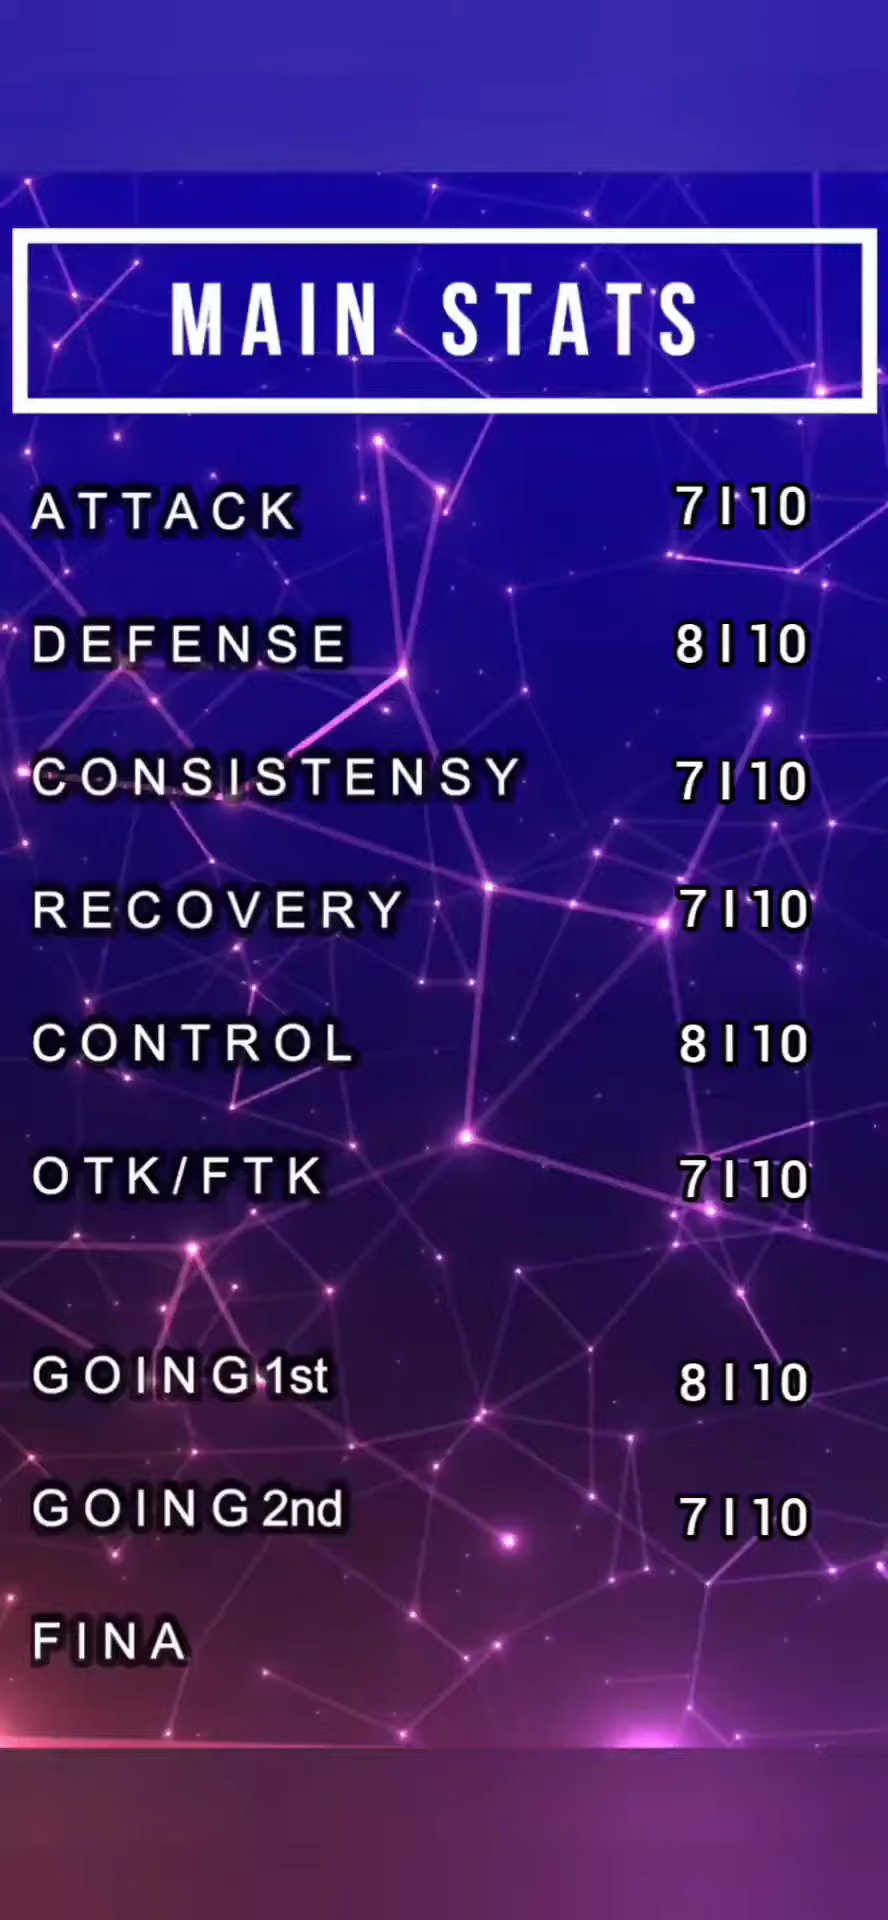 MAIN STATS
ATTACK 7|10
DEFENSE 8|10
CONSISTENSY 7|10
RECOVERY 7|10
CONTROL 8|10
OTK/FTK 7|10
GOING 1st 8|10
GOING 2nd 7|10
FINA